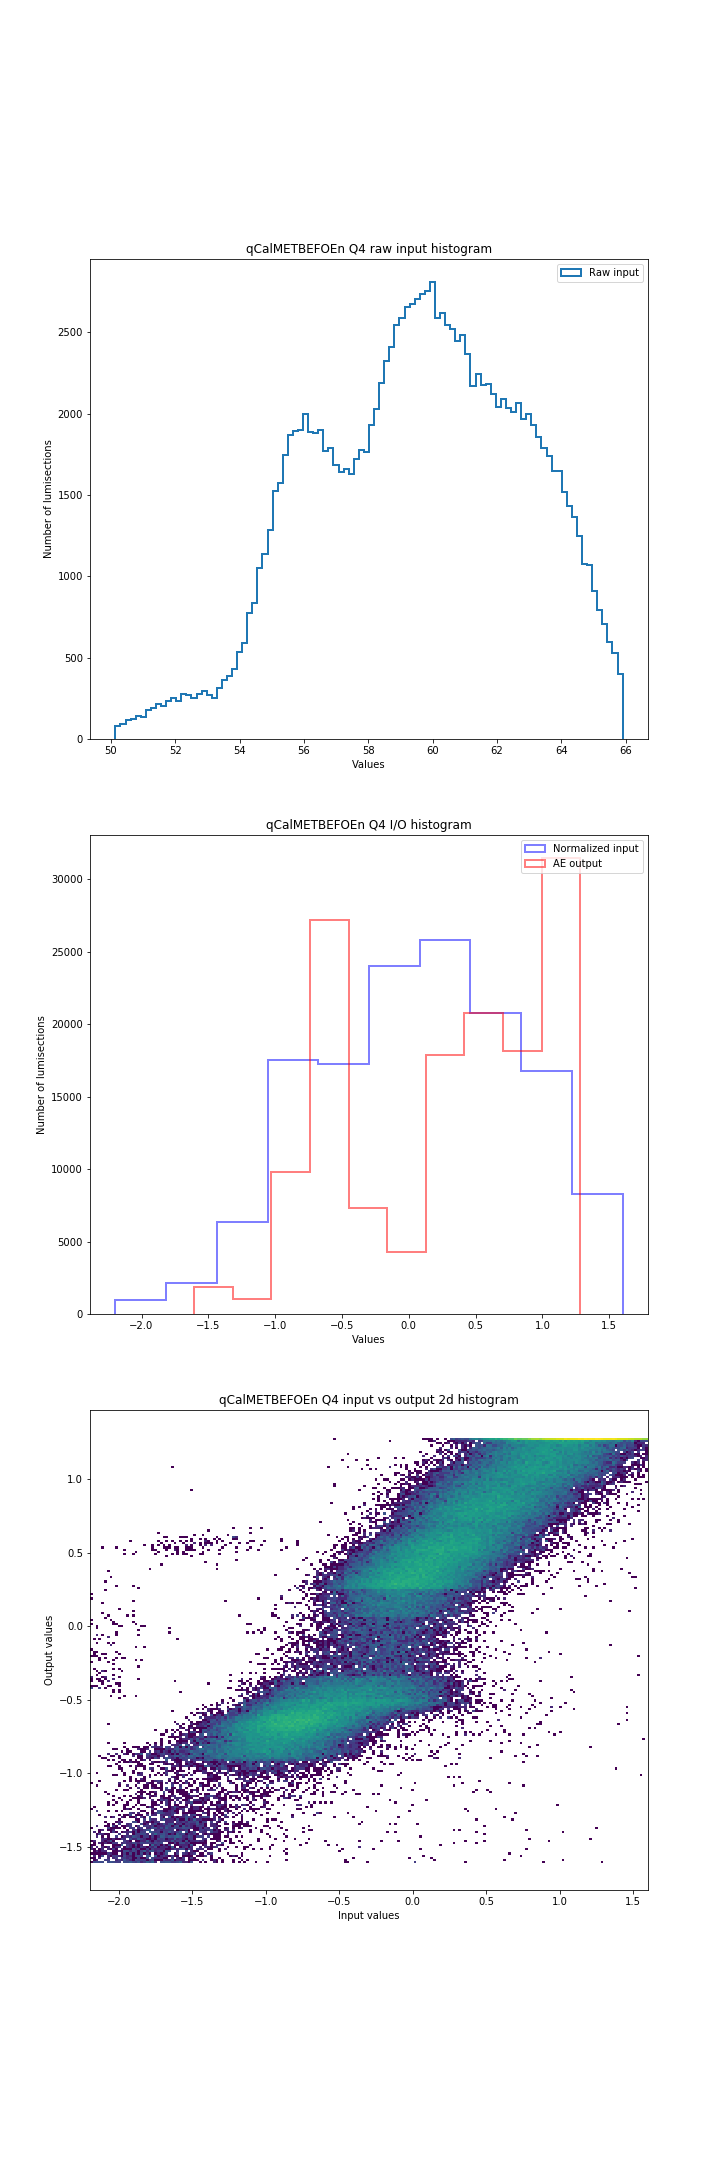 qCalMETBEFOEn Q4 raw input histogram
Raw input
2500
2000
1500
1000
500
0
Number of lumisections
50 52 54 56 58 60 62 64 66
Values
qCalMETBEFOEn Q4 I/O histogram
Normalized input
AE output
30000
25000
20000
15000
10000
5000
0
Number of lumisections
−2.0 −1.5 −1.0 −0.5 0.0 0.5 1.0 1.5
Values
qCalMETBEFOEn Q4 input vs output 2d histogram
1.0
0.5
0.0
−0.5
−1.0
−1.5
Output values
−2.0 −1.5 −1.0 −0.5 0.0 0.5 1.0 1.5
Input values